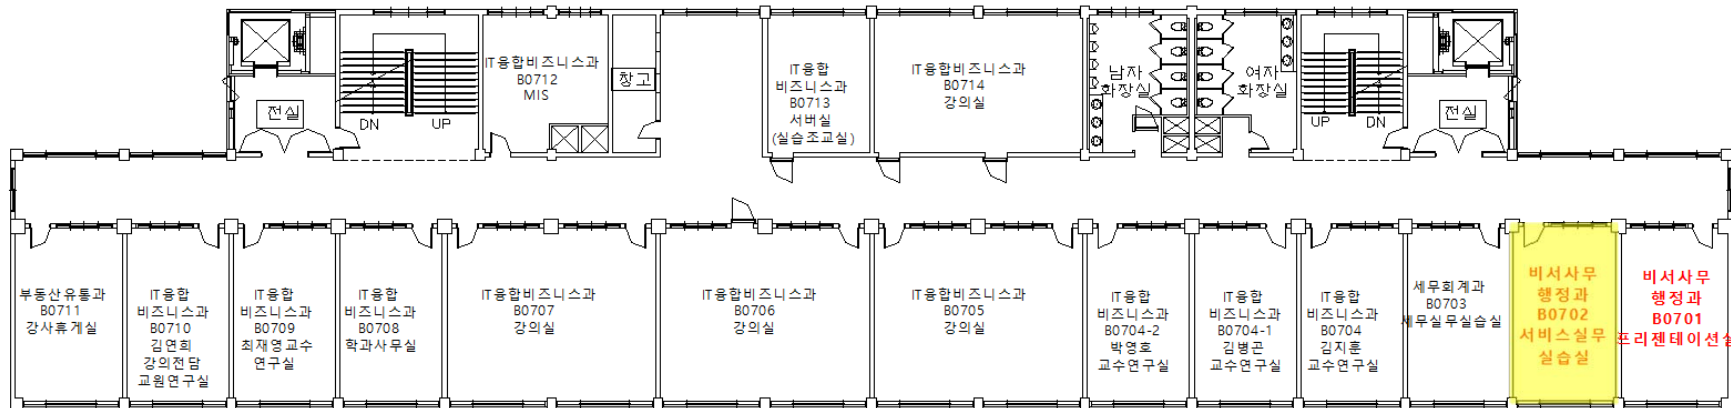 IT융합비즈니스과
B0712
MIS
창고
IT융합
비즈니스과
B0713
서버실
(실습조교실)
IT융합비즈니스과
B0714
강의실
남자
화장실
여자
화장실
전실
DN
UP
UP
DN
전실
부동산유통과
B0711
강사휴게실
IT융합
비즈니스과
B0710
김연희
강의전담
교원연구실
IT융합
비즈니스과
B0709
최재영교수
연구실
IT융합
비즈니스과
B0708
학과사무실
IT융합비즈니스과
B0707
강의실
IT융합비즈니스과
B0706
강의실
IT융합비즈니스과
B0705
강의실
IT융합
비즈니스과
B0704-2
박영호
교수연구실
IT융합
비즈니스과
B0704-1
김병곤
교수연구실
IT융합
비즈니스과
B0704
김지훈
교수연구실
세무회계과
B0703
세무실무실습실
비서사무
행정과
B0702
서비스실무
실습실
비서사무
행정과
B0701
프리젠테이션실